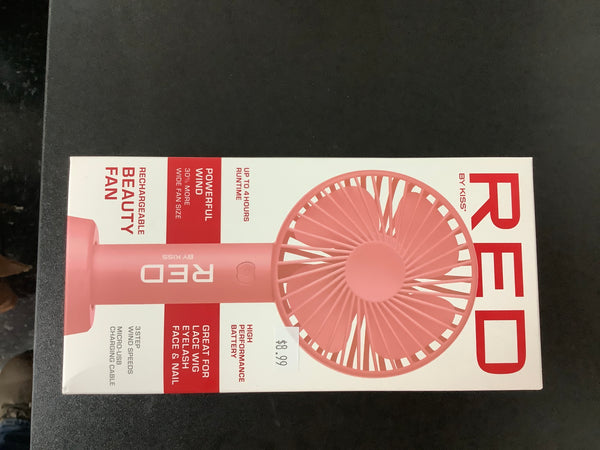 RED
BY KISS®
UP TO 4 HOURS
RUNTIME
HIGH
PERFORMANCE
BATTERY
$8.99
RED
BY KISS
POWERFUL
WIND
30% MORE
WIDE FAN SIZE
GREAT FOR
LACE WIG
EYELASH
FACE & NAIL
RECHARGEABLE
BEAUTY
FAN
3 STEP
WIND SPEEDS
MICRO-USB
CHARGING CABLE